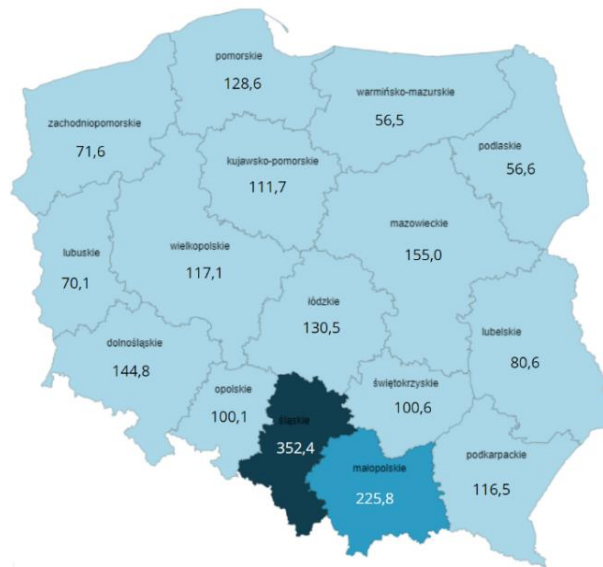 pomorskie
128,6
warmińsko-mazurskie
56,5
zachodniopomorskie
71,6
podlaskie
56,6
kujawsko-pomorskie
111,7
mazowieckie
155,0
wielkopolskie
117,1
lubuskie
70,1
łódzkie
130,5
lubelskie
80,6
dolnośląskie
144,8
opolskie
100,1
świętokrzyskie
100,6
śląskie
352,4
małopolskie
225,8
podkarpackie
116,5